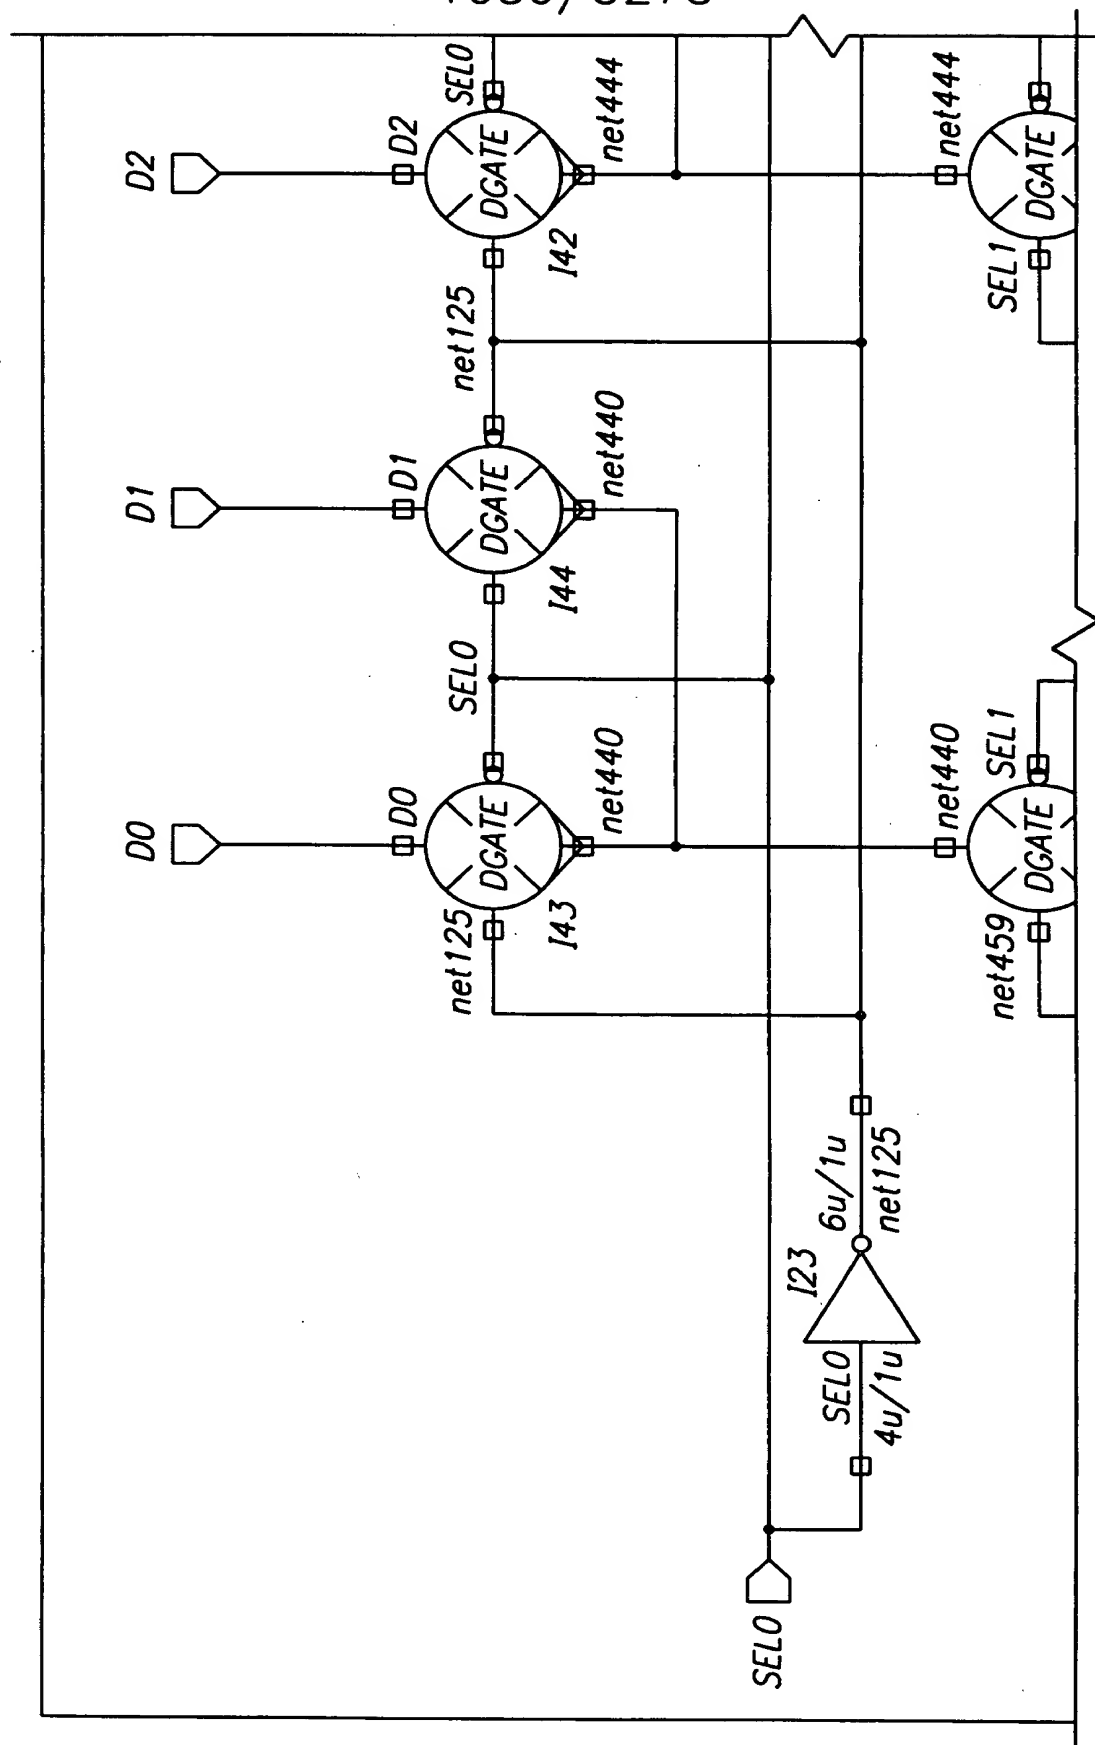 D2
D2
SEL0
DGATE
net444
I42
net444
DGATE
SEL1
net125
D1
D1
DGATE
net440
I44
SEL0
D0
D0
DGATE
net440
I43
net125
net440
SEL1
DGATE
net459
6u/1u
net125
I23
SEL0
4u/1u
SEL0